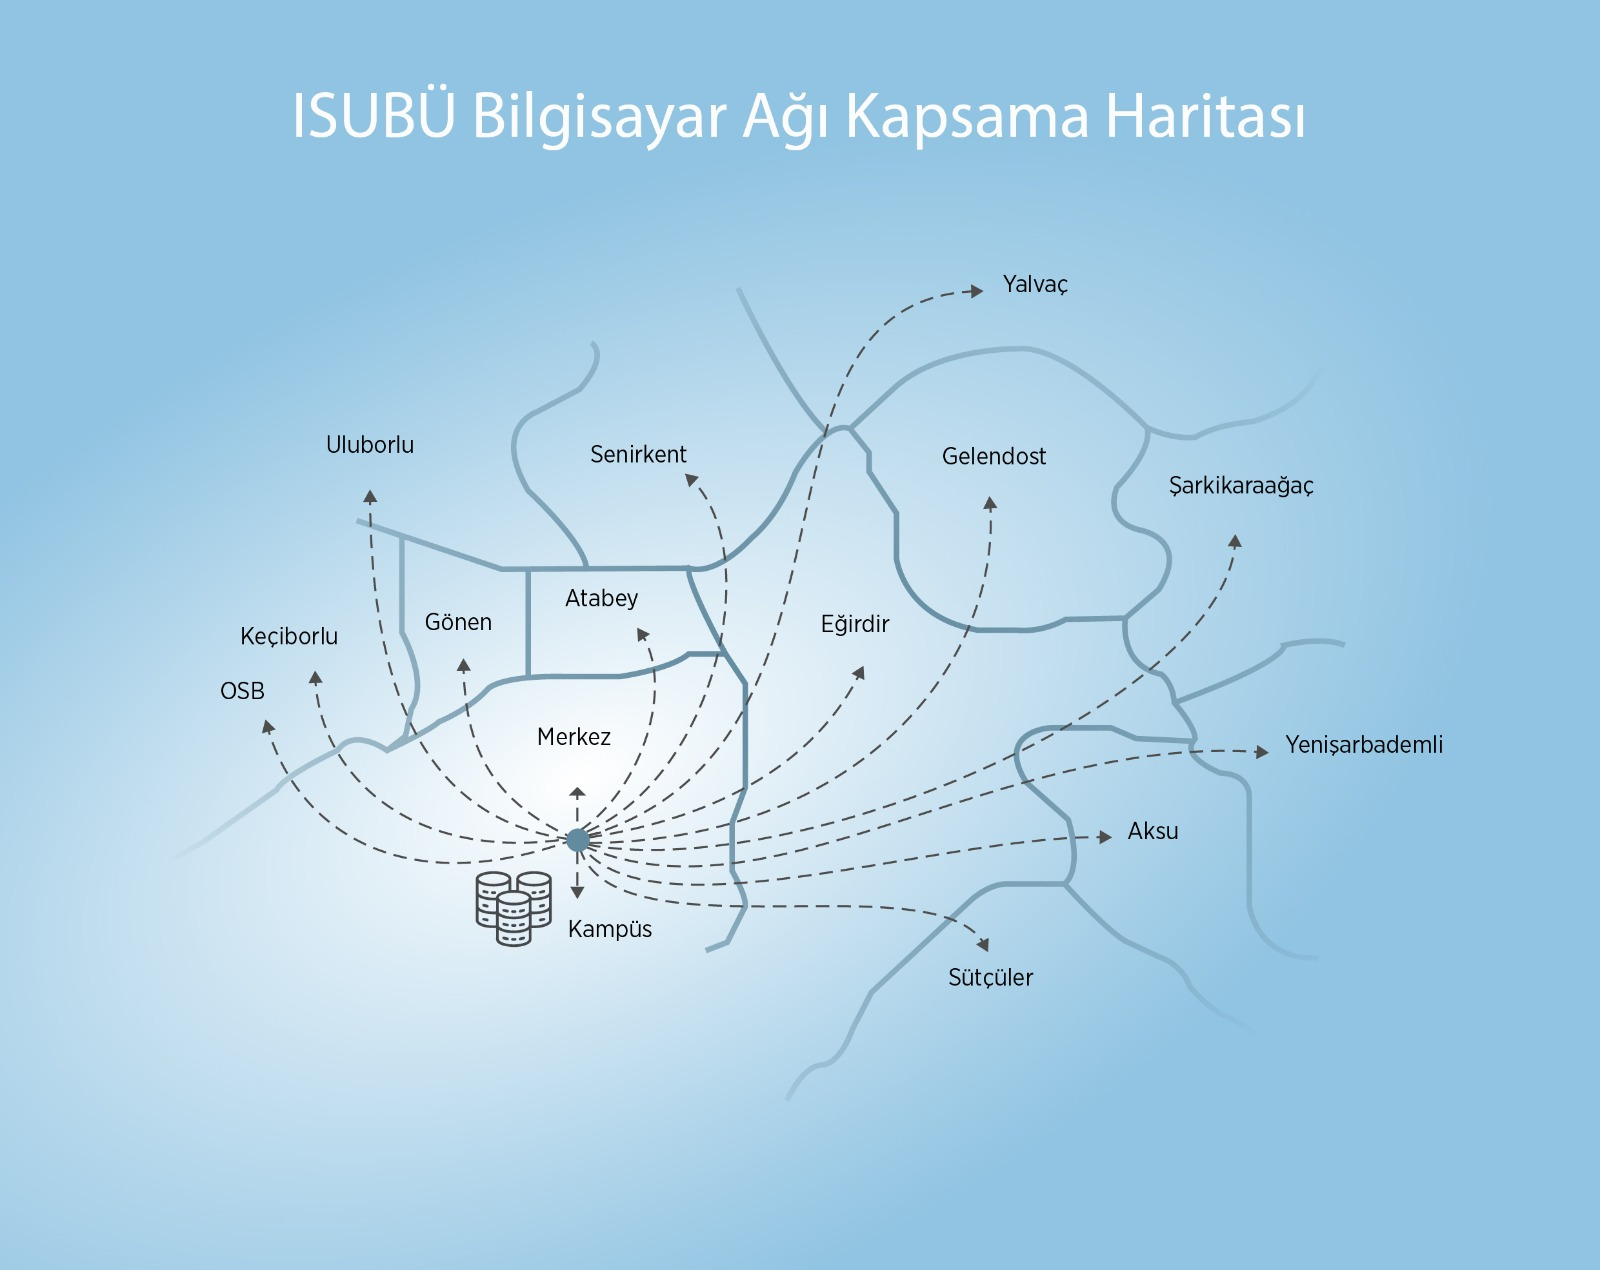 ISUBÜ Bilgisayar Ağı Kapsama Haritası
Yalvaç
Uluborlu
Senirkent
Gelendost
Şarkikaraağaç
Atabey
Gönen
Eğirdir
Keçiborlu
OSB
Merkez
Yenişarbademli
Aksu
Kampüs
Sütçüler